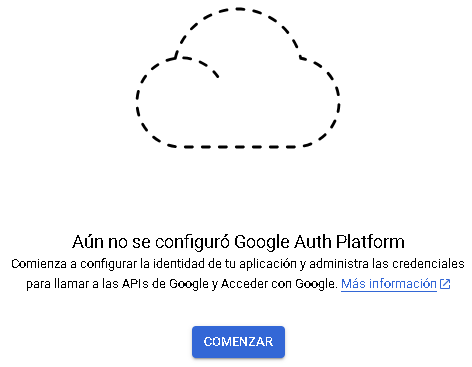 Aún no se configuró Google Auth Platform
Comienza a configurar la identidad de tu aplicación y administra las credenciales
para llamar a las APIs de Google y Acceder con Google. Más información
COMENZAR